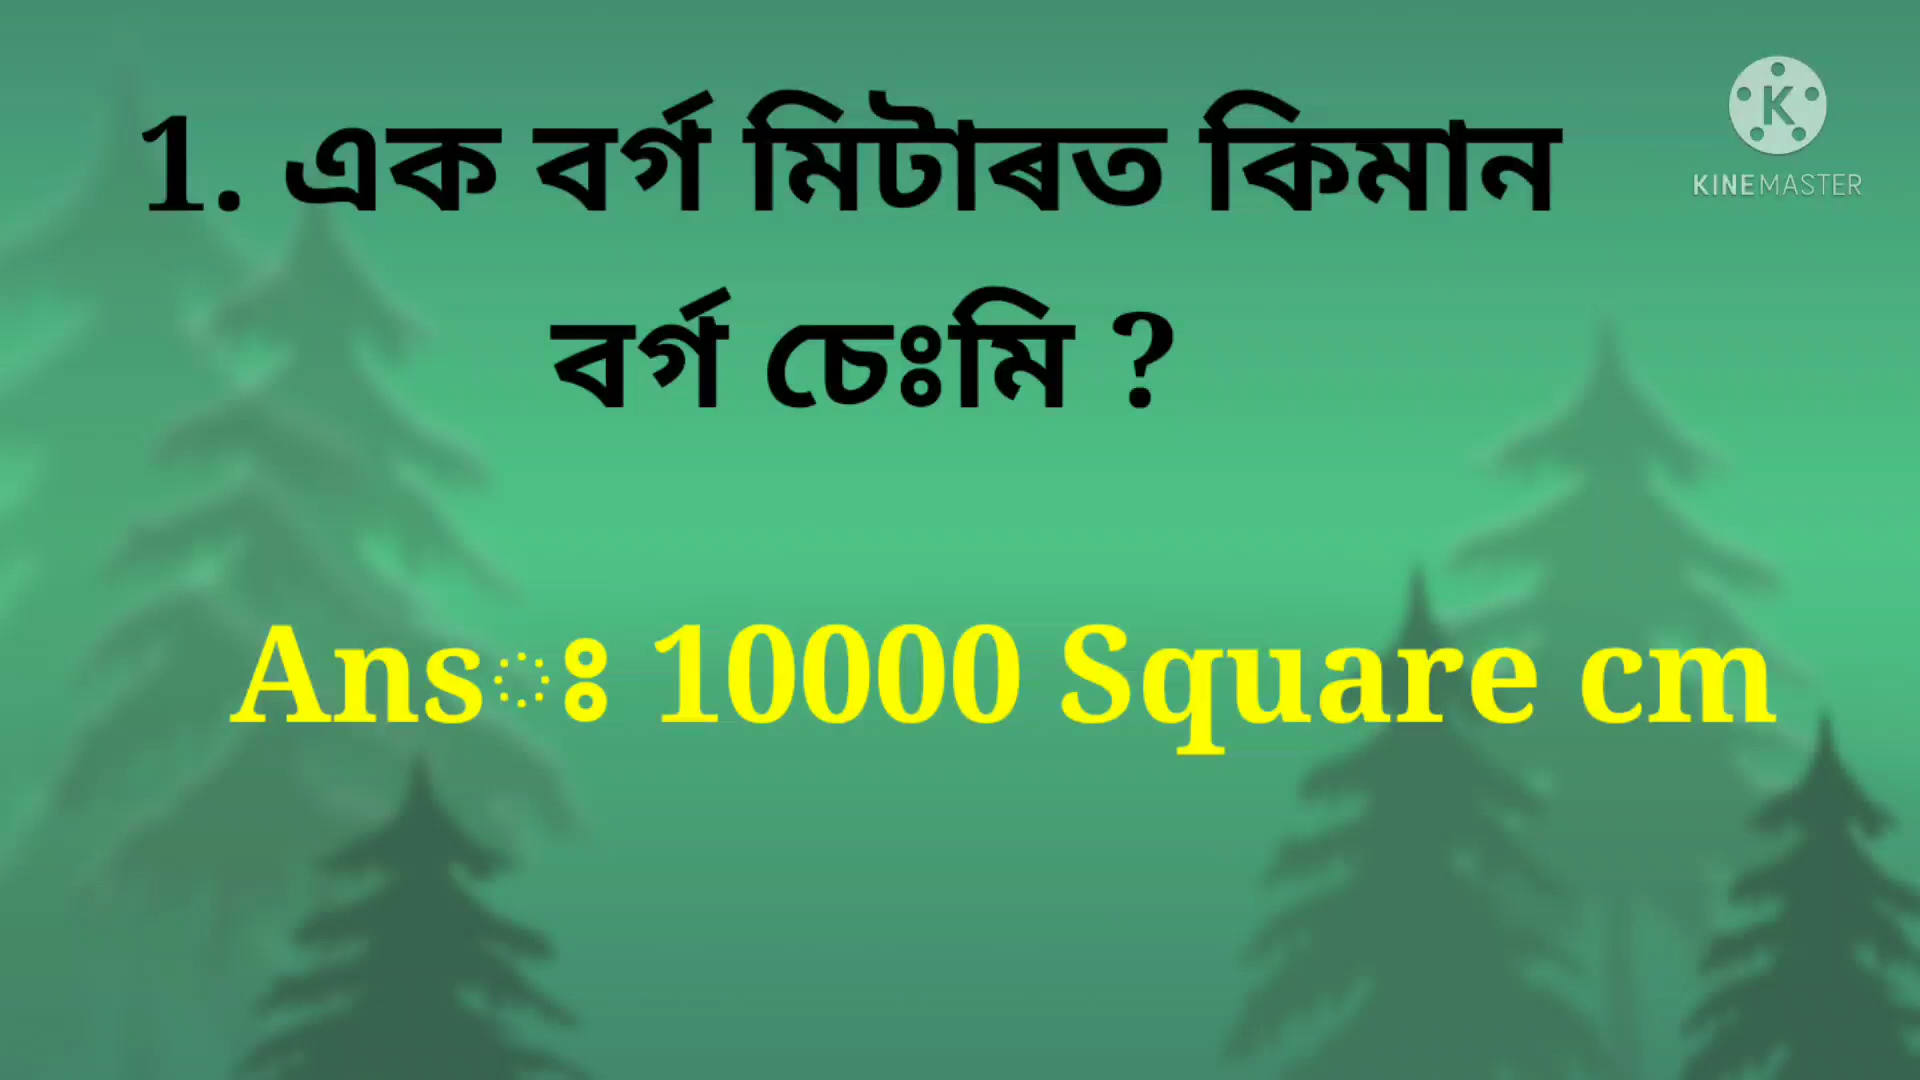 1. এক বৰ্গ মিটাৰত কিমান
বৰ্গ চেঃমি ?
Ansঃ 10000 Square cm
K
KINEMASTER